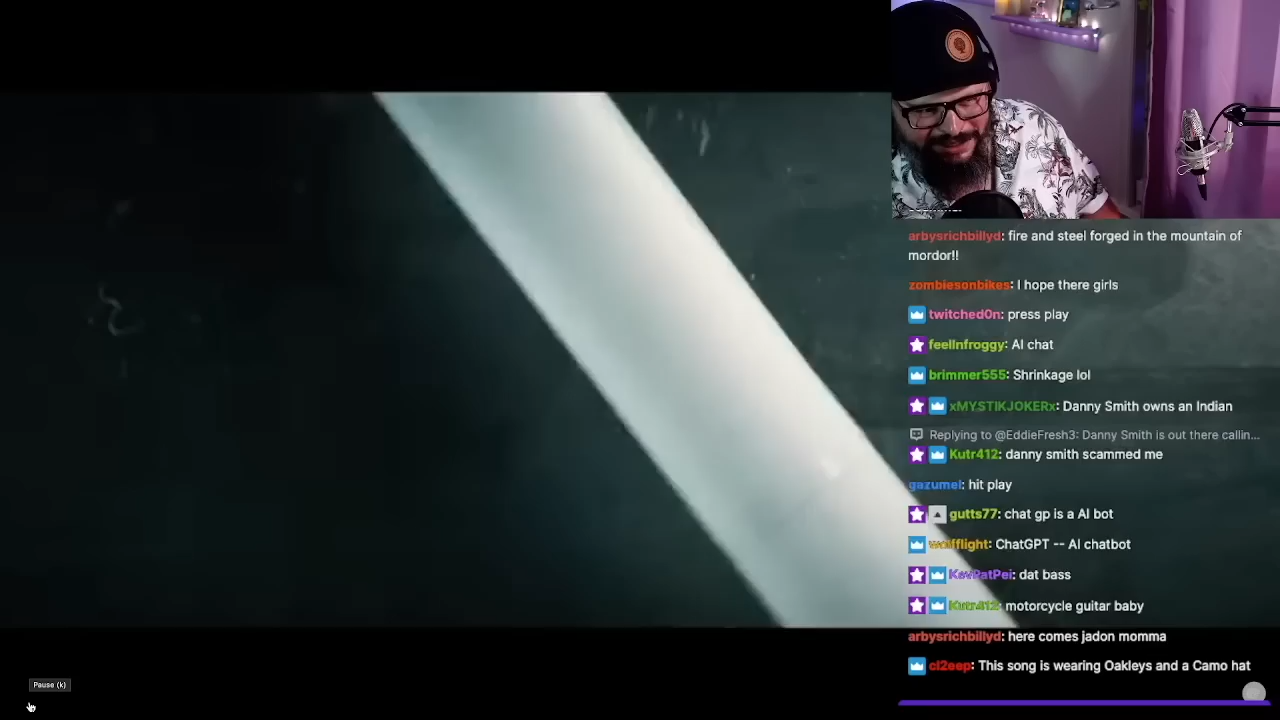 arbysrichbillyd: fire and steel forged in the mountain of
mordor!!
zombiesonbikes: I hope there girls
twitched0n: press play
feelInfroggy: AI chat
brimmer555: Shrinkage lol
xMYSTIKJOKERx: Danny Smith owns an Indian
Replying to @EddieFresh3: Danny Smith is out there callin...
Kutr412: danny smith scammed me
gazumel: hit play
gutts77: chat gp is a AI bot
wolfflight: ChatGPT -- AI chatbot
KevPatPei: dat bass
Kutr412: motorcycle guitar baby
arbysrichbillyd: here comes jadon momma
cl2eep: This song is wearing Oakleys and a Camo hat
Pause (k)